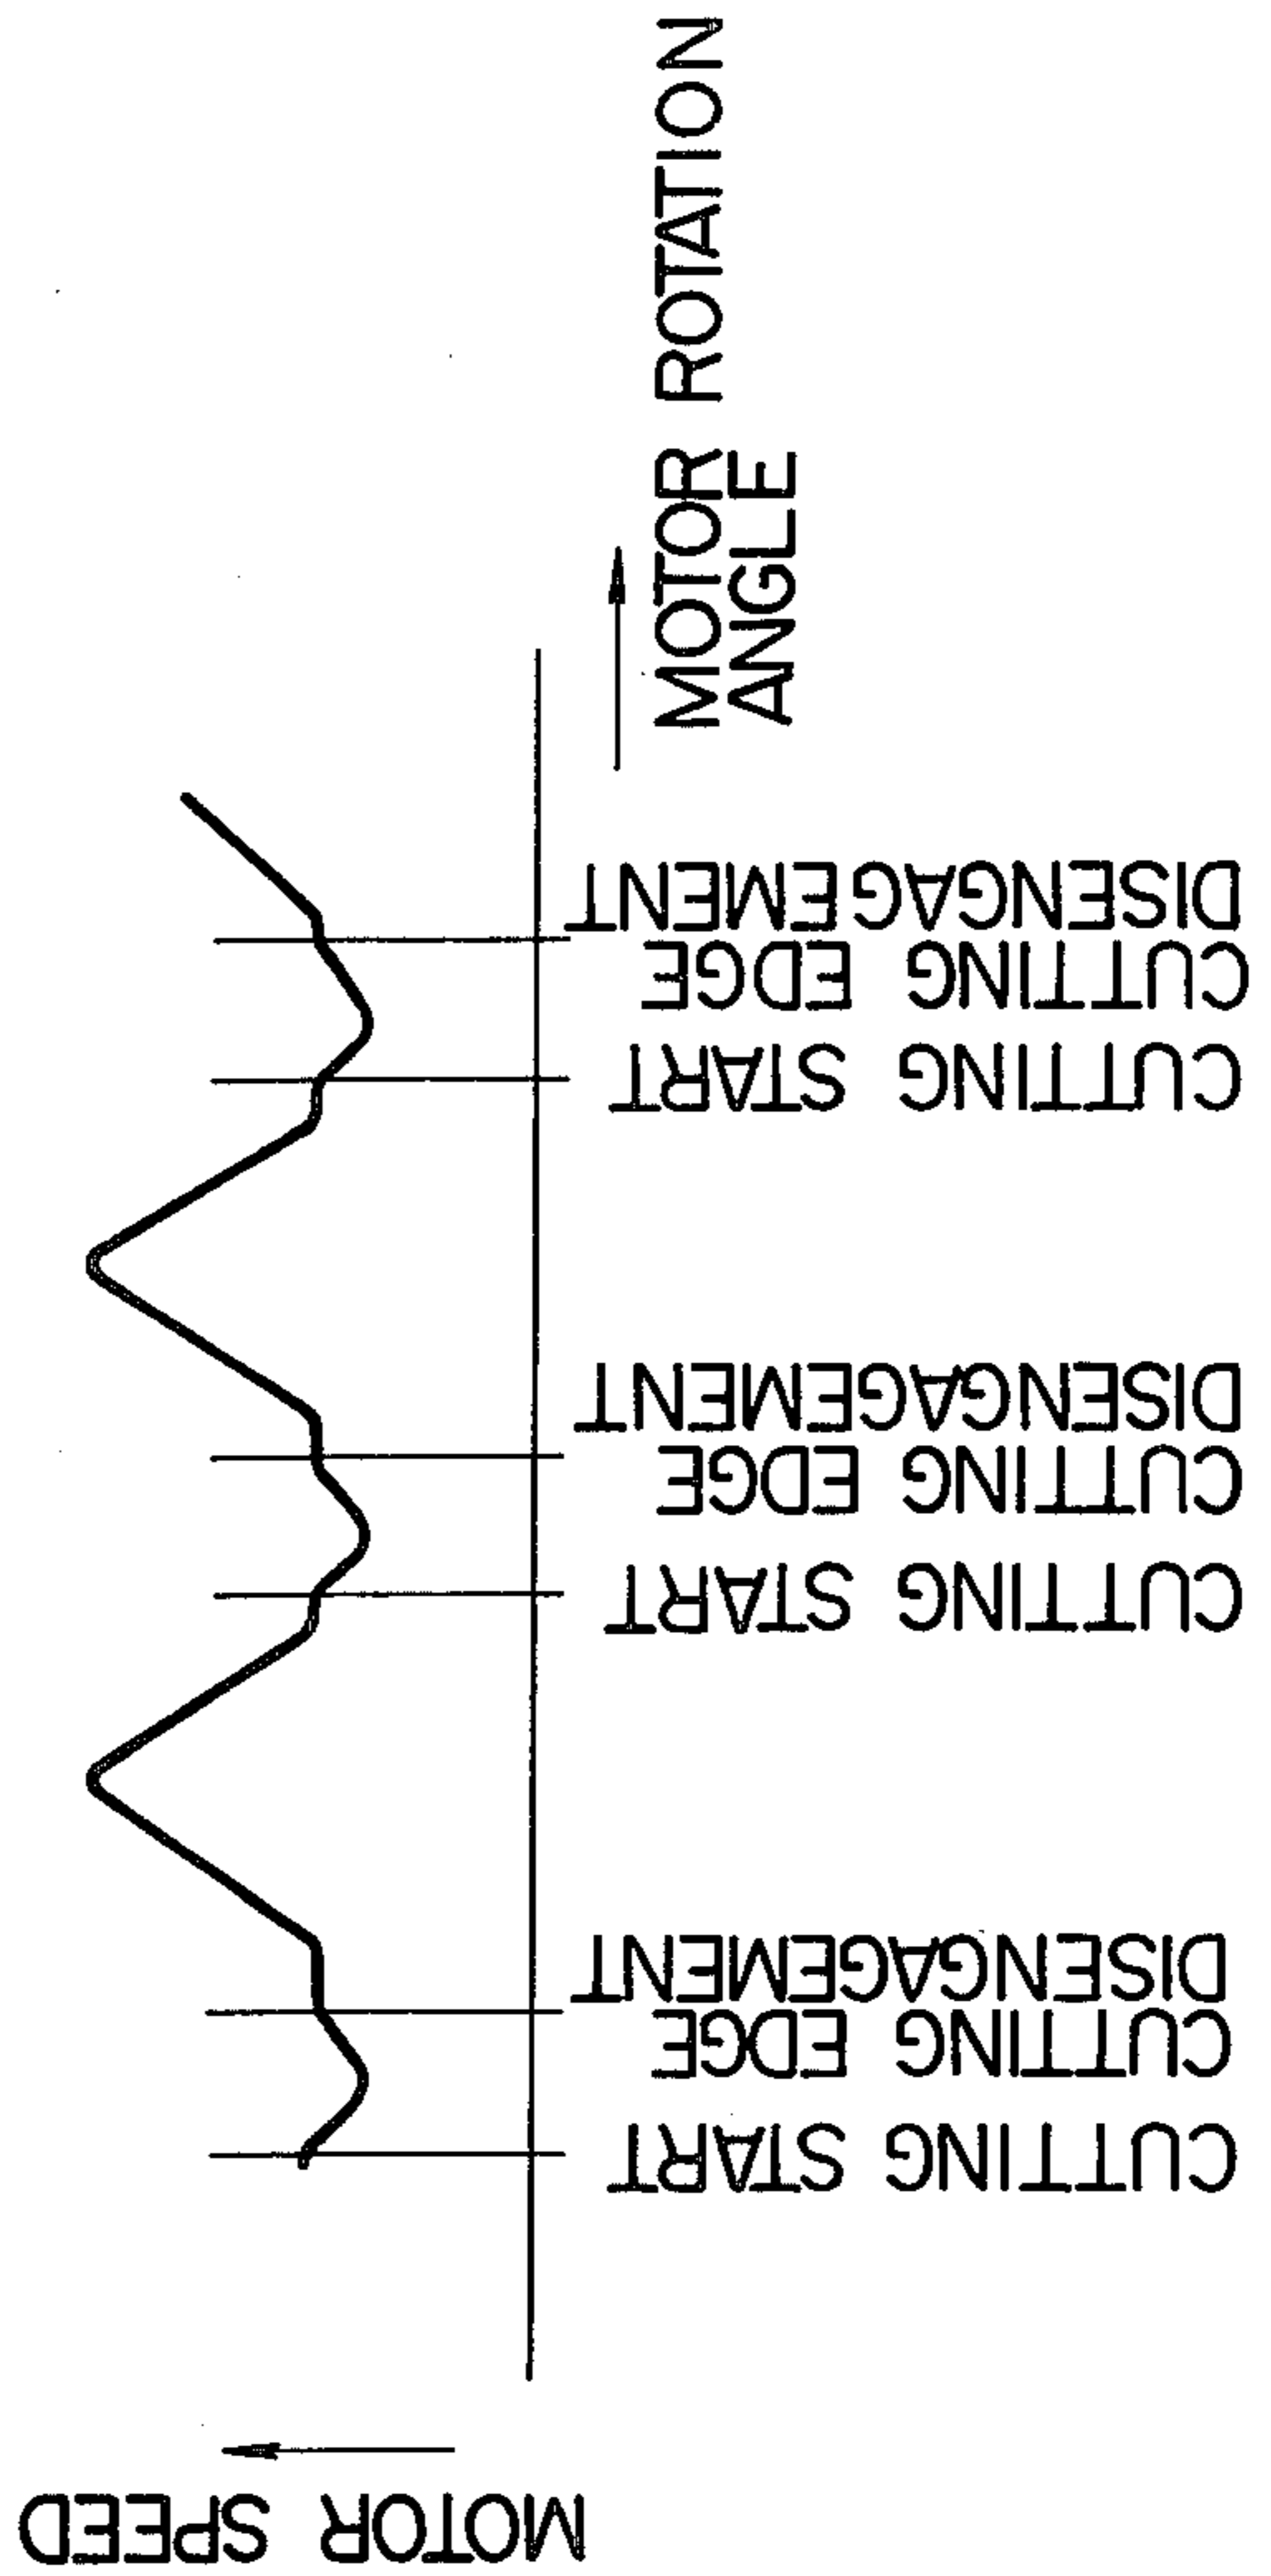 MOTOR SPEED
CUTTING START
CUTTING EDGE
DISENGAGEMENT
CUTTING START
CUTTING EDGE
DISENGAGEMENT
CUTTING START
CUTTING EDGE
DISENGAGEMENT
MOTOR ROTATION
ANGLE